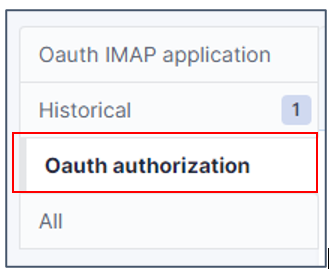 Oauth IMAP application
Historical 1
Oauth authorization
All